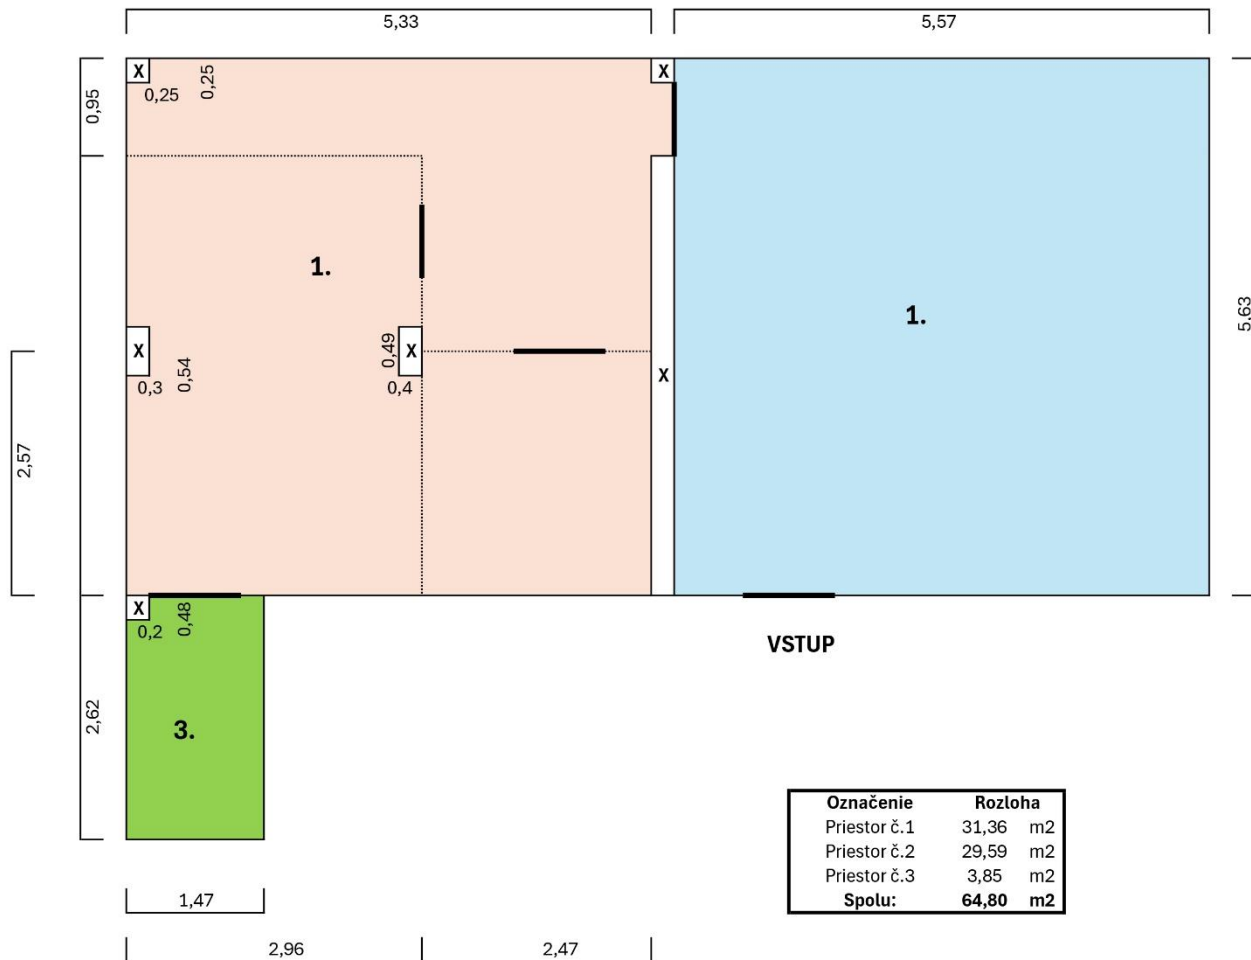 5,33
5,57
X
0,25
0,25
X
0,95
1.
1.
5,63
X
0,3
0,54
X
0,49
0,4
X
2,57
X
0,2
0,48
VSTUP
2,62
3.
Označenie Rozloha
Priestor č.1 31,36 m2
Priestor č.2 29,59 m2
Priestor č.3 3,85 m2
Spolu: 64,80 m2
1,47
2,96
2,47